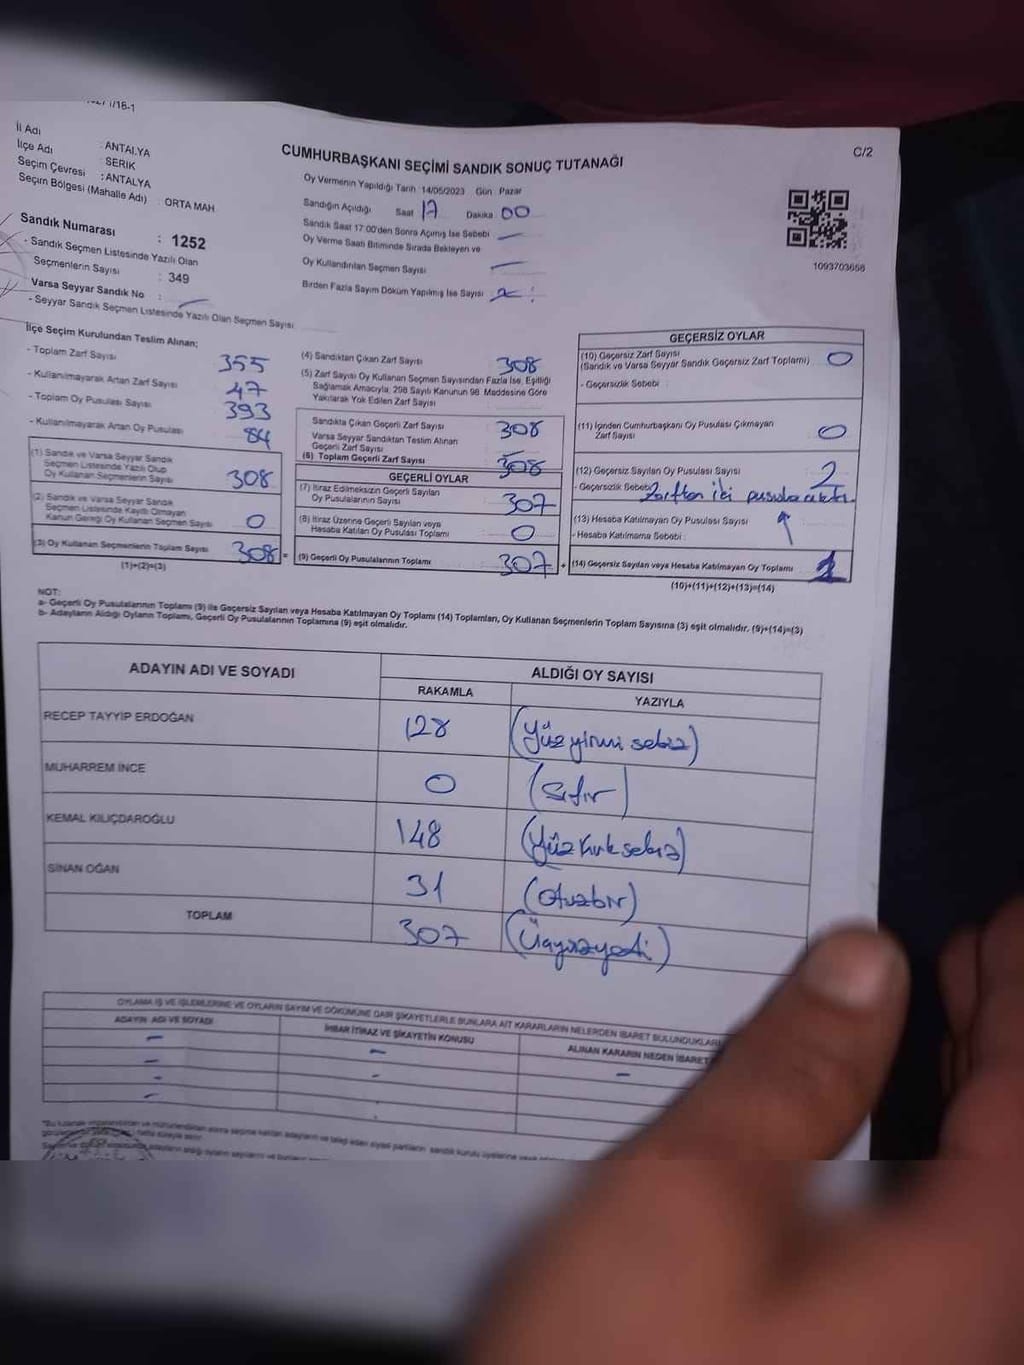 C/2
CUMHURBAŞKANI SEÇİMİ SANDIK SONUÇ TUTANAĞI
İl Adı : ANTALYA
İlçe Adı : SERİK
Seçim Çevresi : ANTALYA
Seçim Bölgesi (Mahalle Adı) : ORTA MAH
Sandık Numarası : 1252
- Sandık Seçmen Listesinde Yazılı Olan
Seçmenlerin Sayısı : 349
Varsa Seyyar Sandık No :
- Seyyar Sandık Seçmen Listesinde Yazılı Olan Seçmen Sayısı
Oy Vermenin Yapıldığı Tarih 14/05/2023 Gün Pazar
Sandığın Açıldığı Saat 17 Dakika 00
Sandık Saat 17.00'den Sonra Açılmış İse Sebebi
Oy Verme Saati Bitiminde Sırada Bekleyen ve
Oy Kullandırılan Seçmen Sayısı
Birden Fazla Sayım Döküm Yapılmış İse Sayısı
1093703656
İlçe Seçim Kurulundan Teslim Alınan;
- Toplam Zarf Sayısı 355
- Kullanılmayarak Artan Zarf Sayısı 47
- Toplam Oy Pusulası Sayısı 393
- Kullanılmayarak Artan Oy Pusulası 84
(1) Sandık ve Varsa Seyyar Sandık
Seçmen Listesinde Yazılı Olup
Oy Kullanan Seçmenlerin Sayısı 308
(2) Sandık ve Varsa Seyyar Sandık
Seçmen Listesinde Kayıtlı Olmayan
Kanun Gereği Oy Kullanan Seçmen Sayısı 0
(3) Oy Kullanan Seçmenlerin Toplam Sayısı 308 =
(1)+(2)=(3)
(4) Sandıktan Çıkan Zarf Sayısı 308
(5) Zarf Sayısı Oy Kullanan Seçmen Sayısından Fazla İse, Eşitliği
Sağlamak Amacıyla; 298 Sayılı Kanunun 98. Maddesine Göre
Yakılarak Yok Edilen Zarf Sayısı
Sandıkta Çıkan Geçerli Zarf Sayısı 308
Varsa Seyyar Sandıktan Teslim Alınan
Geçerli Zarf Sayısı
(6) Toplam Geçerli Zarf Sayısı 308
GEÇERLİ OYLAR
(7) İtiraz Edilmeksizin Geçerli Sayılan
Oy Pusulalarının Sayısı 307
(8) İtiraz Üzerine Geçerli Sayılan veya
Hesaba Katılan Oy Pusulası Toplamı 0
(9) Geçerli Oy Pusulalarının Toplamı 307 +
GEÇERSİZ OYLAR
(10) Geçersiz Zarf Sayısı 0
(Sandık ve Varsa Seyyar Sandık Geçersiz Zarf Toplamı)
- Geçersizlik Sebebi :
(11) İçinden Cumhurbaşkanı Oy Pusulası Çıkmayan
Zarf Sayısı 0
(12) Geçersiz Sayılan Oy Pusulası Sayısı 2
- Geçersizlik Sebebi Zarftan iki pusula çıktı.
(13) Hesaba Katılmayan Oy Pusulası Sayısı
- Hesaba Katılmama Sebebi :
(14) Geçersiz Sayılan veya Hesaba Katılmayan Oy Toplamı 1
(10)+(11)+(12)+(13)=(14)
NOT:
a- Geçerli Oy Pusulalarının Toplamı (9) ile Geçersiz Sayılan veya Hesaba Katılmayan Oy Toplamı (14) Toplamları, Oy Kullanan Seçmenlerin Toplam Sayısına (3) eşit olmalıdır. (9)+(14)=(3)
b- Adayların Aldığı Oyların Toplamı, Geçerli Oy Pusulalarının Toplamına (9) eşit olmalıdır.
ADAYIN ADI VE SOYADI ALDIĞI OY SAYISI
RAKAMLA YAZIYLA
RECEP TAYYİP ERDOĞAN 128 (Yüzyirmi sekiz)
MUHARREM İNCE 0 (Sıfır)
KEMAL KILIÇDAROĞLU 148 (Yüz kırk sekiz)
SİNAN OĞAN 31 (Otuzbir)
TOPLAM 307 (Üçyüzyedi)
OYLAMA İŞ VE İŞLEMLERİNE VE OYLARIN SAYIM VE DÖKÜMÜNE DAİR ŞİKAYETLERLE BUNLARA AİT KARARLARIN NELERDEN İBARET BULUNDUKLARI
ADAYIN ADI VE SOYADI İHBAR İTİRAZ VE ŞİKAYETİN KONUSU ALINAN KARARIN NEDEN İBARET